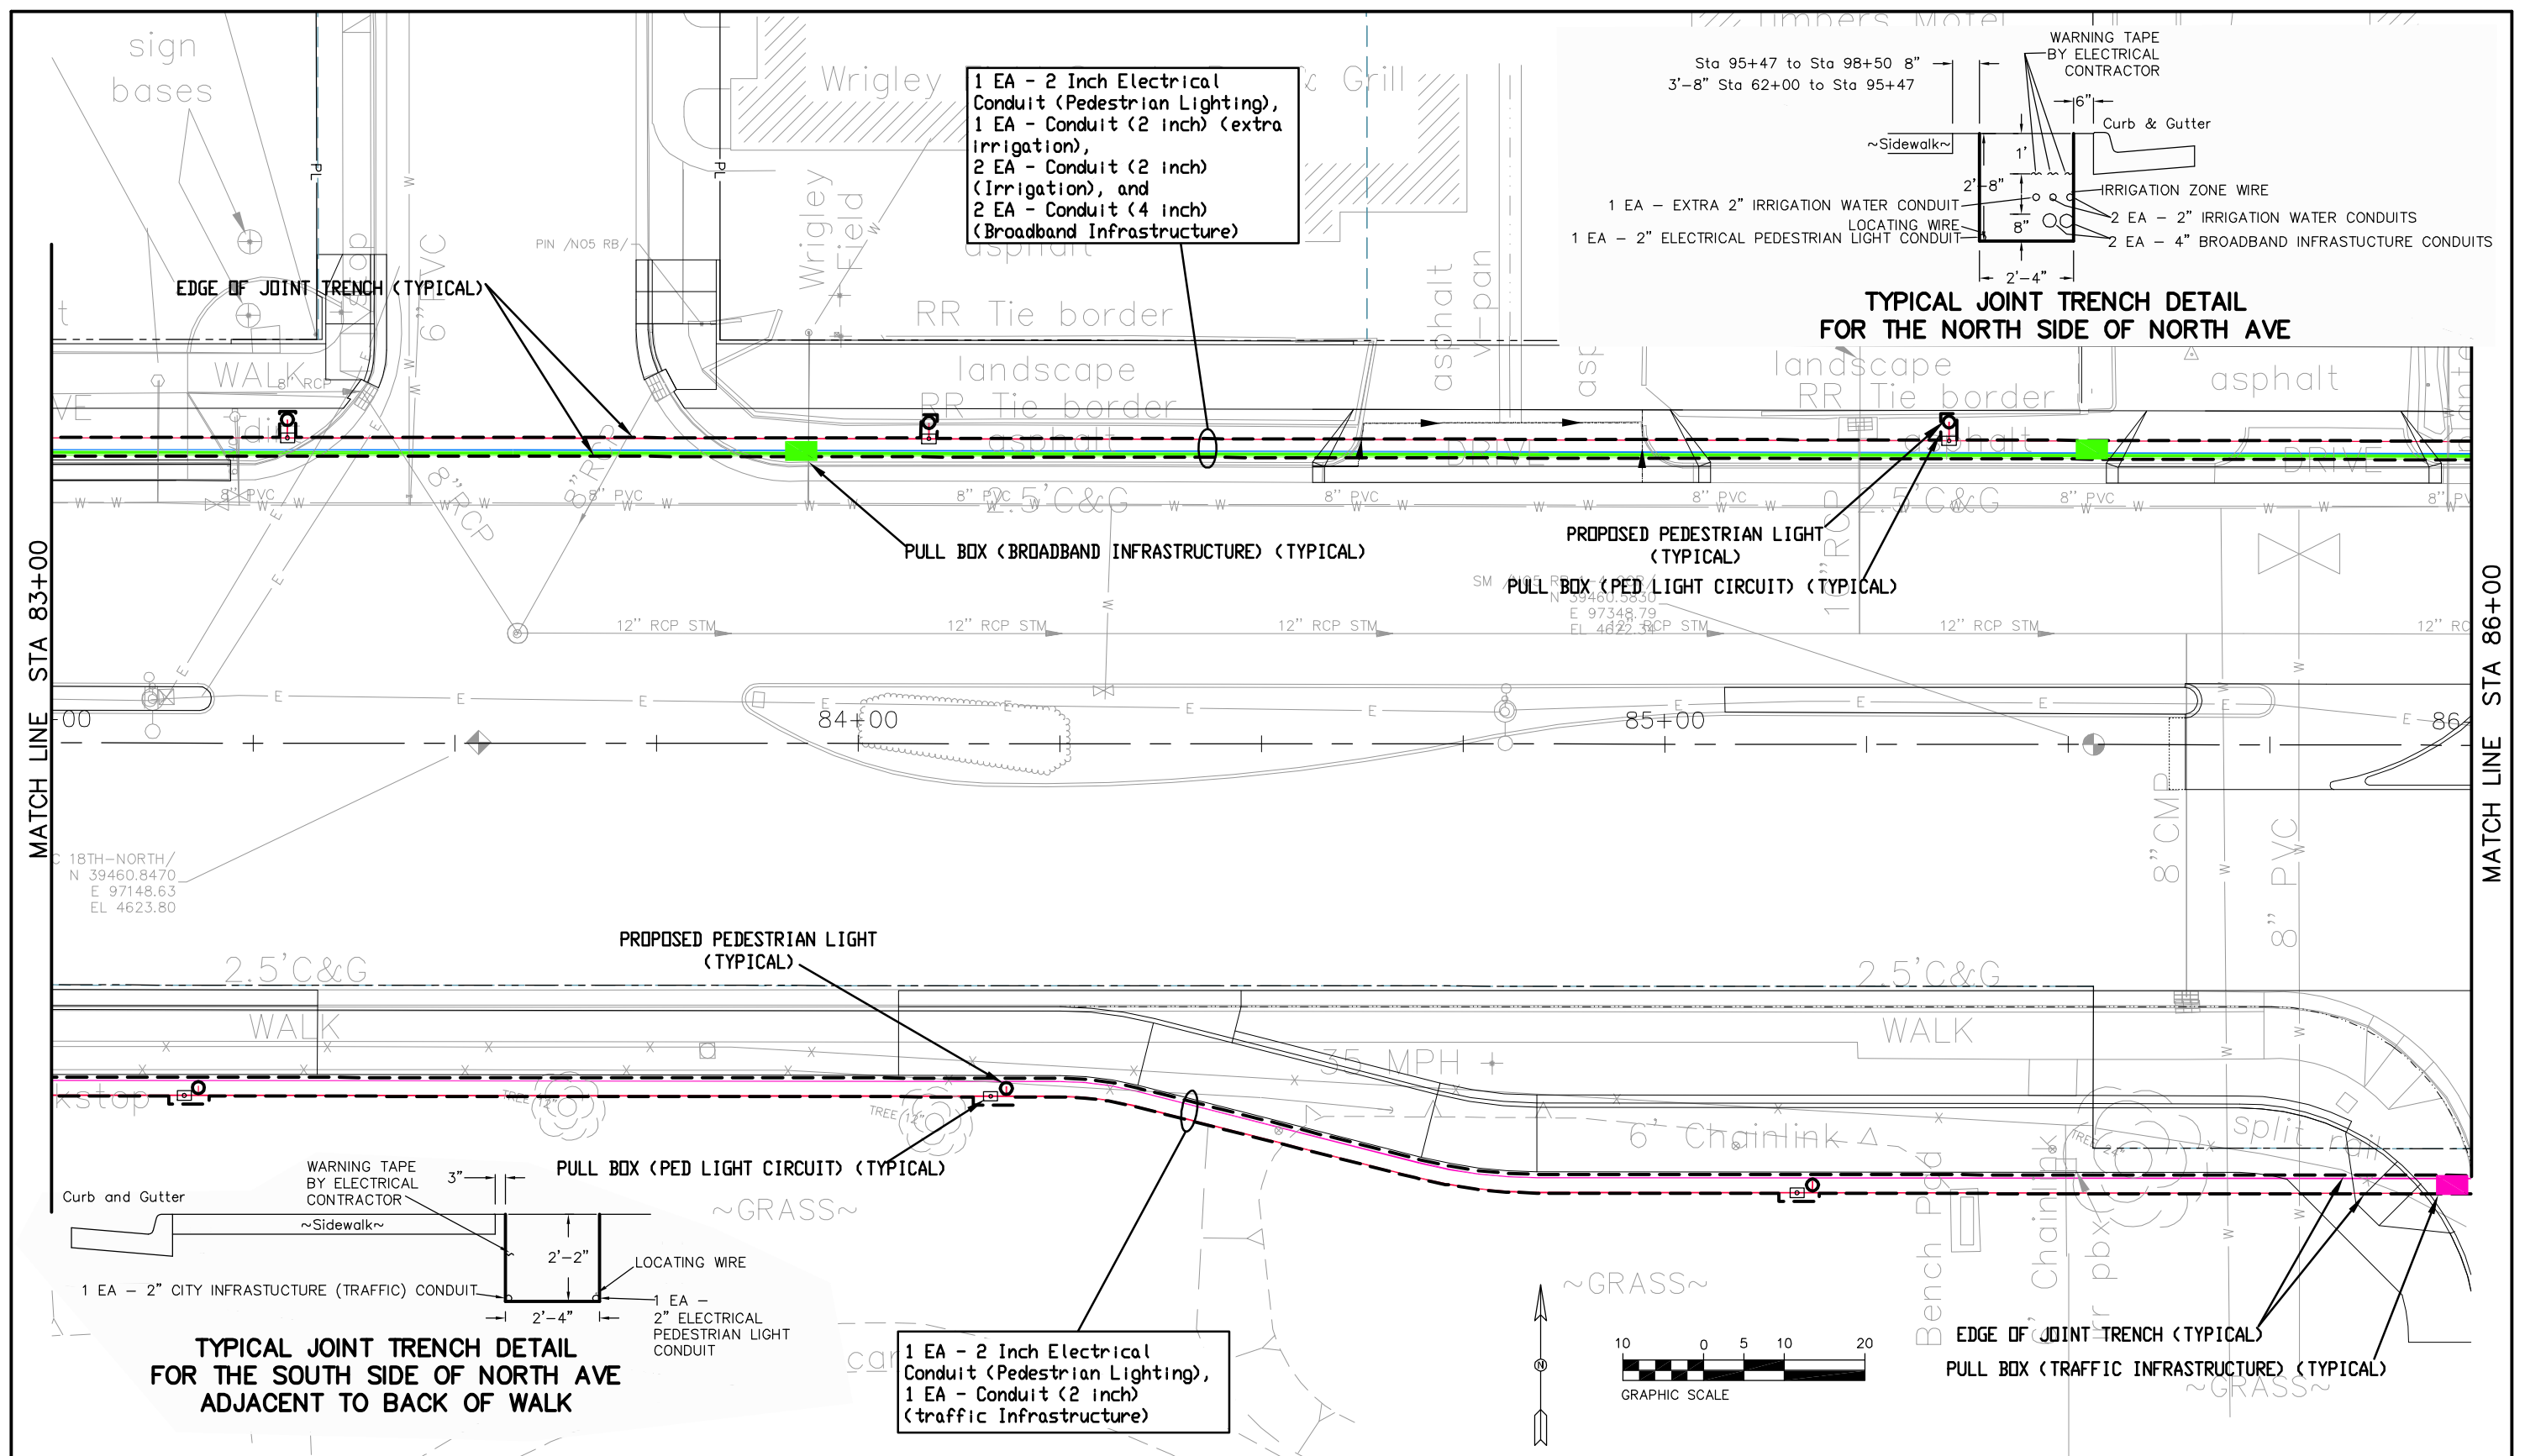 sign
bases
Wrigley
& Grill
Timbers Motel
1 EA - 2 Inch Electrical
Conduit (Pedestrian Lighting),
1 EA - Conduit (2 inch) (extra
irrigation),
2 EA - Conduit (2 inch)
(Irrigation), and
2 EA - Conduit (4 inch)
(Broadband Infrastructure)
Sta 95+47 to Sta 98+50 8"
3'-8" Sta 62+00 to Sta 95+47
WARNING TAPE
BY ELECTRICAL
CONTRACTOR
6"
Curb & Gutter
~Sidewalk~
1'
2'-8"
8"
IRRIGATION ZONE WIRE
1 EA - EXTRA 2" IRRIGATION WATER CONDUIT
2 EA - 2" IRRIGATION WATER CONDUITS
LOCATING WIRE
1 EA - 2" ELECTRICAL PEDESTRIAN LIGHT CONDUIT
2 EA - 4" BROADBAND INFRASTUCTURE CONDUITS
2'-4"
TYPICAL JOINT TRENCH DETAIL
FOR THE NORTH SIDE OF NORTH AVE
PL
PL
Wrigley
Field
PIN /NO5 RB/
6" PVC
asphalt
asphalt
v-pan
EDGE OF JOINT TRENCH (TYPICAL)
RR Tie border
landscape
RR Tie border
asphalt
landscape
RR Tie border
asphalt
asphalt
WALK
8" RCP
DRIVE
DRIVE
8" RCP
8" RCP
8" PVC
8" PVC
8" PVC
8" PVC
8" PVC
8" PVC
2.5'C&G
2.5'C&G
PULL BOX (BROADBAND INFRASTRUCTURE) (TYPICAL)
PROPOSED PEDESTRIAN LIGHT
(TYPICAL)
PULL BOX (PED LIGHT CIRCUIT) (TYPICAL)
N 39460.5830
E 97348.79
EL 4622.34
12" RCP STM
12" RCP STM
12" RCP STM
12" RCP STM
12" RCP STM
MATCH LINE STA 83+00
MATCH LINE STA 86+00
84+00
85+00
18TH-NORTH/
N 39460.8470
E 97148.63
EL 4623.80
8"CMP
8" PVC
PROPOSED PEDESTRIAN LIGHT
(TYPICAL)
2.5'C&G
2.5'C&G
WALK
WALK
35 MPH
TREE 12"
TREE 12"
TREE 24"
6' Chainlink
split rail
Bench Pad
6' Chainlink
PULL BOX (PED LIGHT CIRCUIT) (TYPICAL)
~GRASS~
WARNING TAPE
BY ELECTRICAL
CONTRACTOR
3"
Curb and Gutter
~Sidewalk~
2'-2"
LOCATING WIRE
1 EA - 2" CITY INFRASTUCTURE (TRAFFIC) CONDUIT
1 EA -
2" ELECTRICAL
PEDESTRIAN LIGHT
CONDUIT
2'-4"
TYPICAL JOINT TRENCH DETAIL
FOR THE SOUTH SIDE OF NORTH AVE
ADJACENT TO BACK OF WALK
1 EA - 2 Inch Electrical
Conduit (Pedestrian Lighting),
1 EA - Conduit (2 inch)
(traffic Infrastructure)
~GRASS~
N
10 0 5 10 20
GRAPHIC SCALE
EDGE OF JOINT TRENCH (TYPICAL)
PULL BOX (TRAFFIC INFRASTRUCTURE) (TYPICAL)
~GRASS~